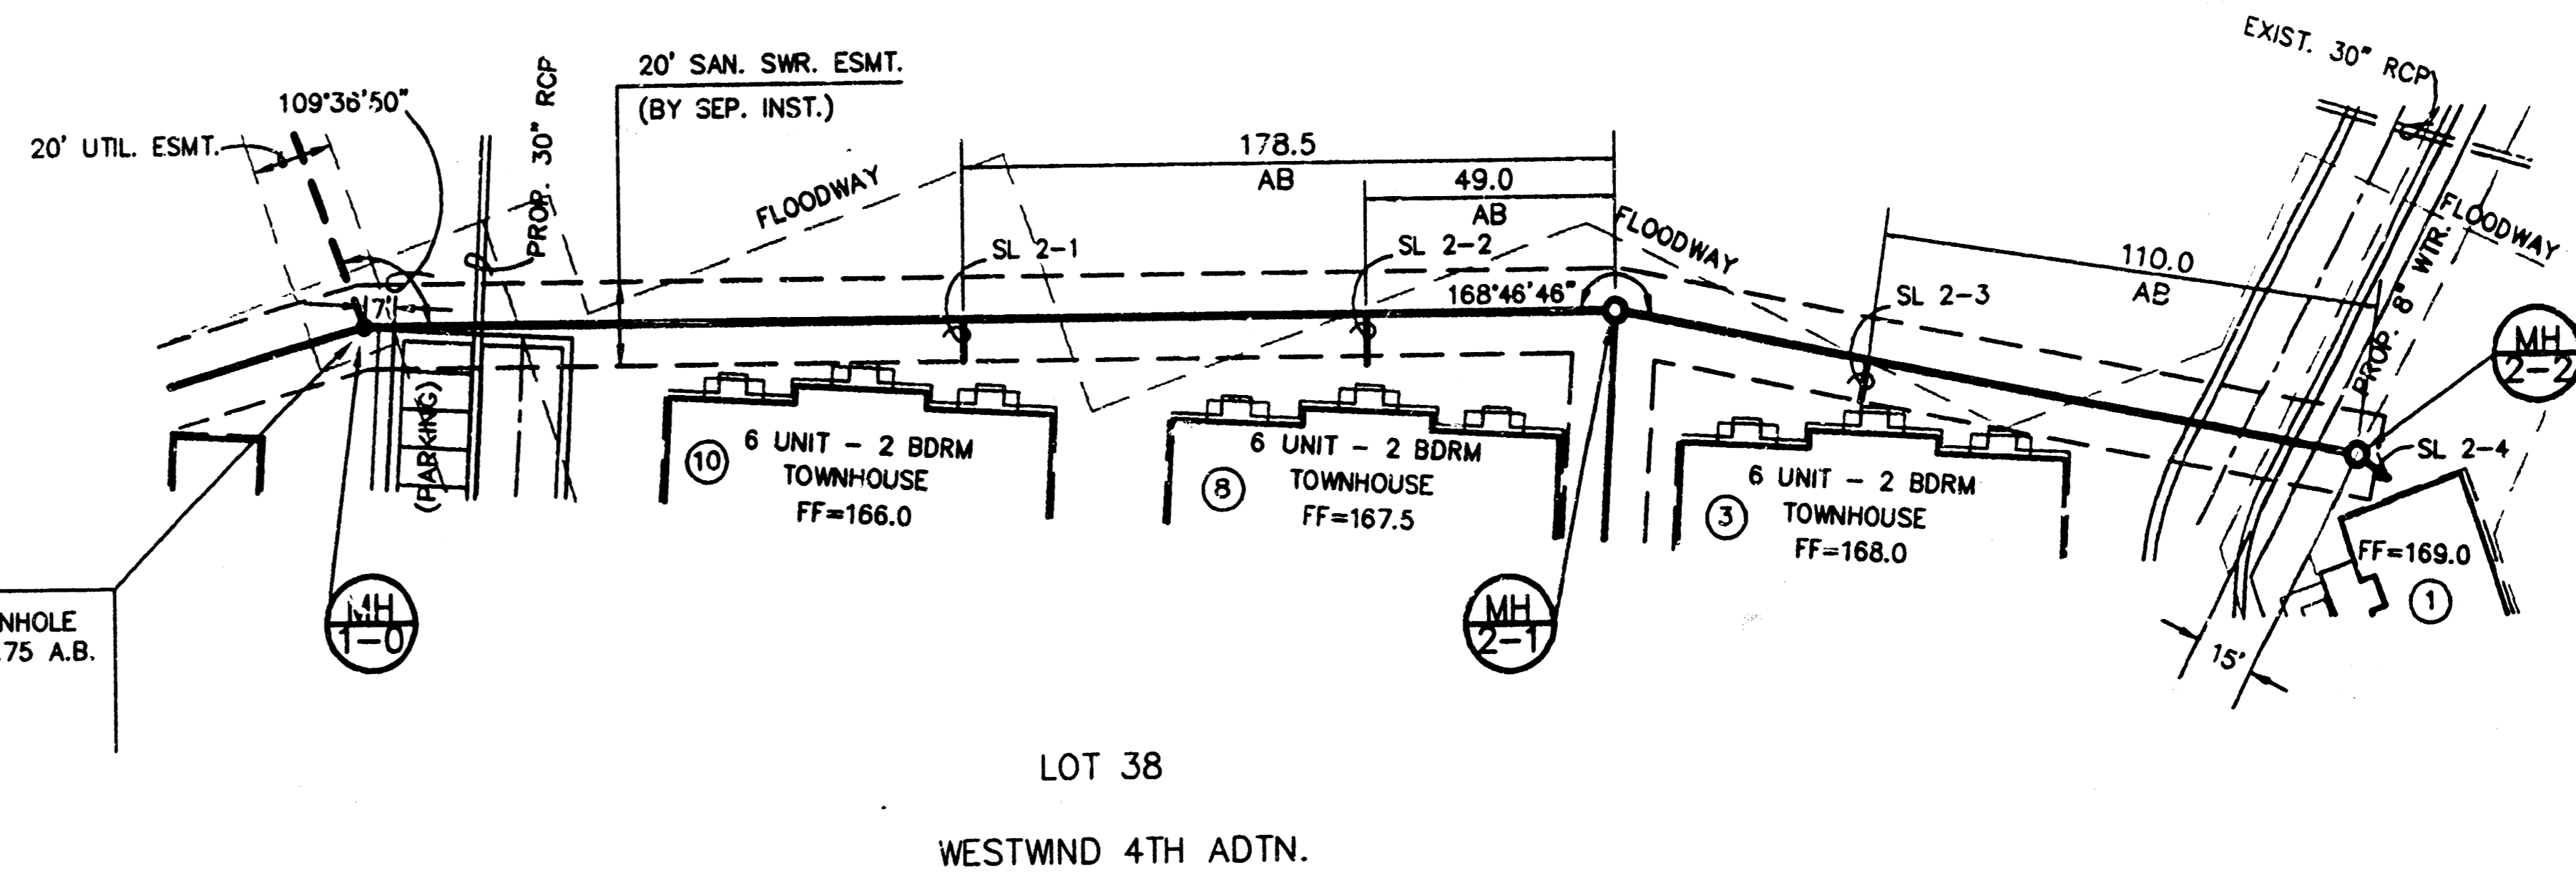 EXIST. 30" RCP
20' SAN. SWR. ESMT.
(BY SEP. INST.)
109°36'50"
20' UTIL. ESMT.
PROP. 30" RCP
178.5
AB
49.0
AB
FLOODWAY
FLOODWAY
FLOODWAY
SL 2-1
SL 2-2
110.0
AB
PROP. 8" WTR.
7'
168°46'46"
SL 2-3
MH
2-2
SL 2-4
(PARKING)
10
6 UNIT - 2 BDRM
TOWNHOUSE
FF=166.0
8
6 UNIT - 2 BDRM
TOWNHOUSE
FF=167.5
3
6 UNIT - 2 BDRM
TOWNHOUSE
FF=168.0
FF=169.0
1
NHOLE
.75 A.B.
MH
1-0
MH
2-1
15'
LOT 38
WESTWIND 4TH ADTN.